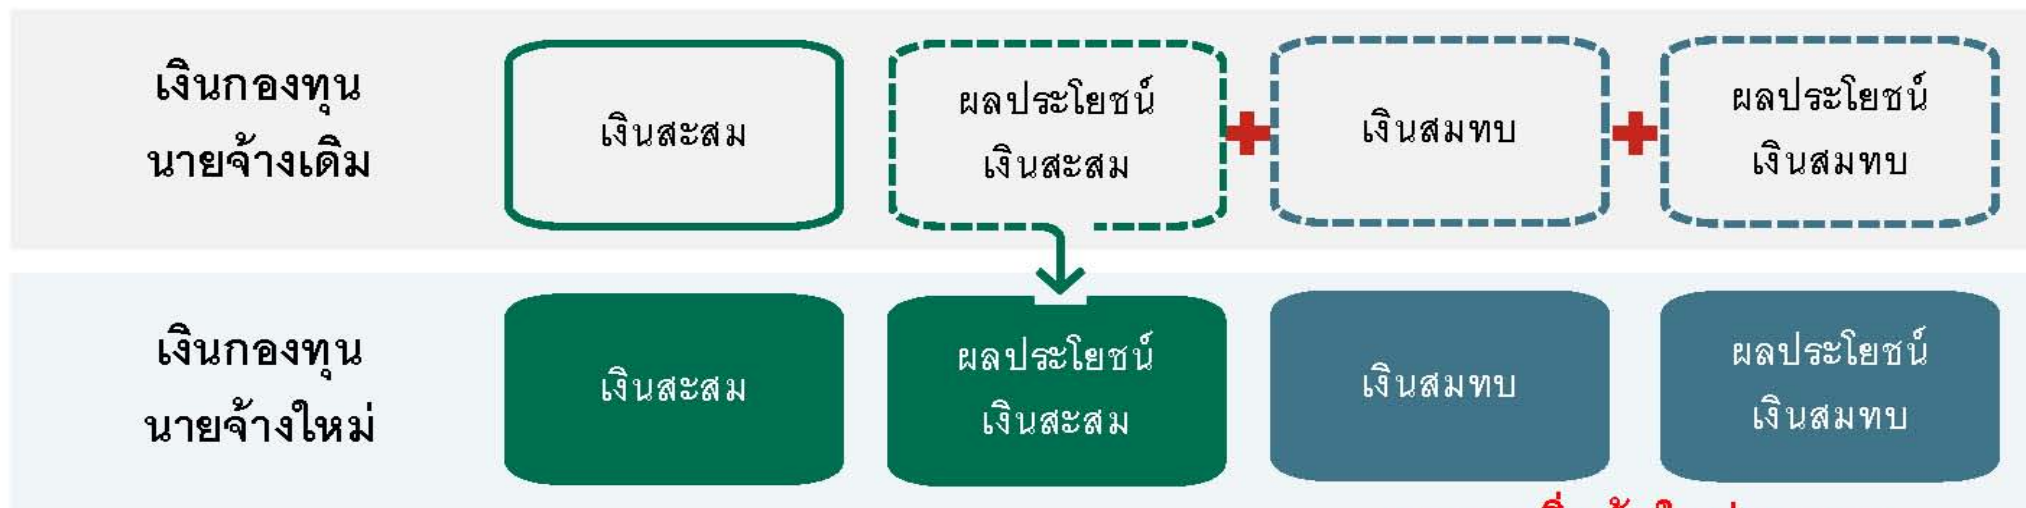 เงินกองทุน
นายจ้างเดิม
เงินสะสม
ผลประโยชน์
เงินสะสม
เงินสมทบ
ผลประโยชน์
เงินสมทบ
เงินกองทุน
นายจ้างใหม่
เงินสะสม
ผลประโยชน์
เงินสะสม
เงินสมทบ
ผลประโยชน์
เงินสมทบ